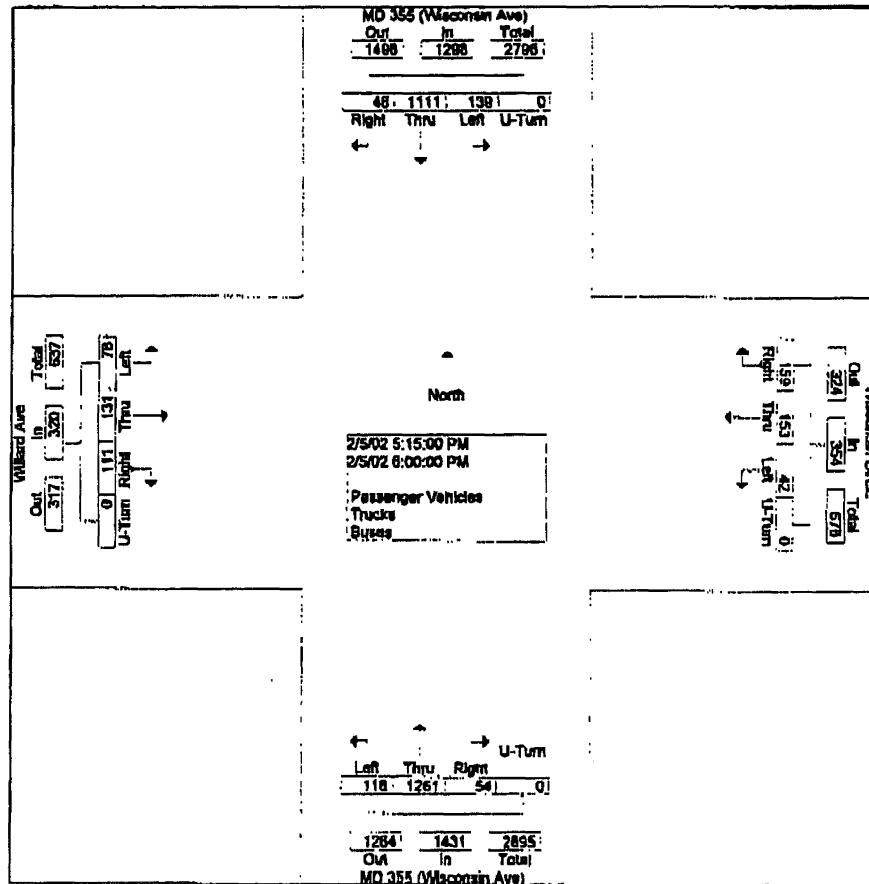 MD 355 (Wisconsin Ave)
Out In Total
1498 1298 2796
48 1111 139 0
Right Thru Left U-Turn
Willard Ave
Total In Out
637 320 317
78 131 111 0
Left Thru Right U-Turn
North
2/5/02 5:15:00 PM
2/5/02 6:00:00 PM
Passenger Vehicles
Trucks
Buses
Right Thru Left U-Turn
159 153 42 0
324 354 678
Out In Total
U-Turn
Left Thru Right
116 1261 54 0
1264 1431 2695
Out In Total
MD 355 (Wisconsin Ave)